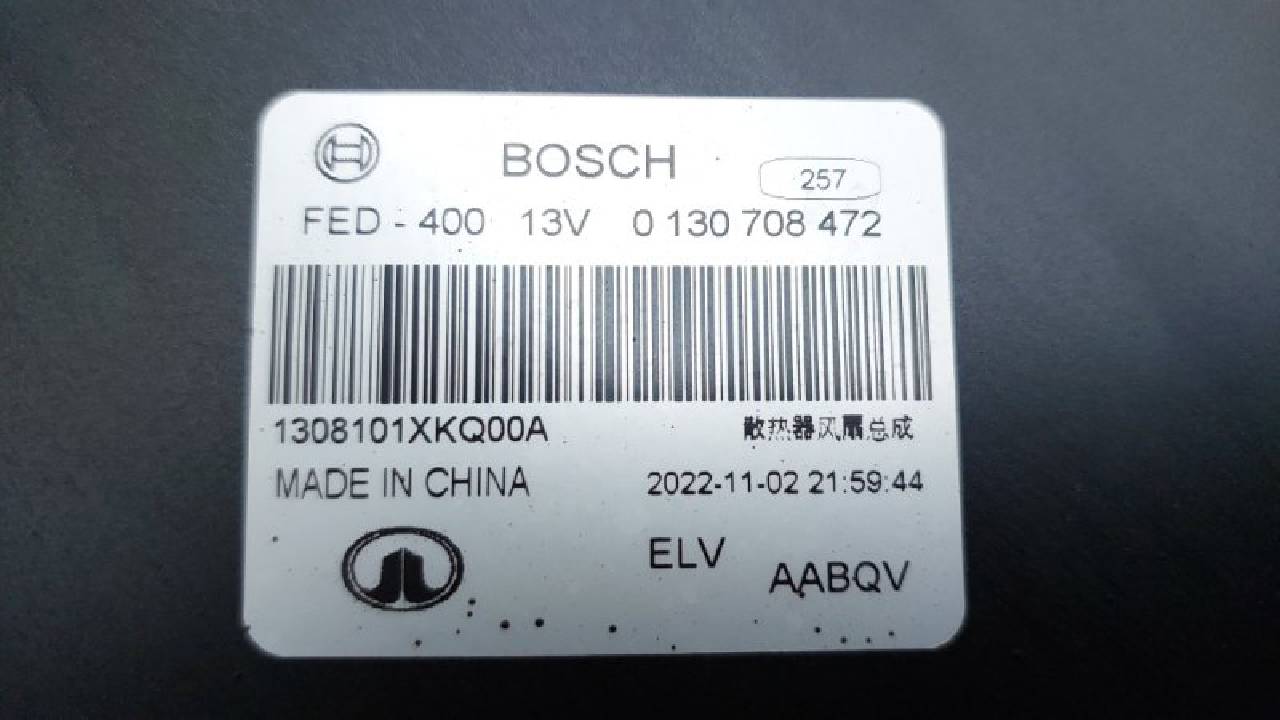 BOSCH
257
FED - 400 13V 0 130 708 472
1308101XKQ00A 散热器风扇总成
MADE IN CHINA 2022-11-02 21:59:44
ELV
AABQV